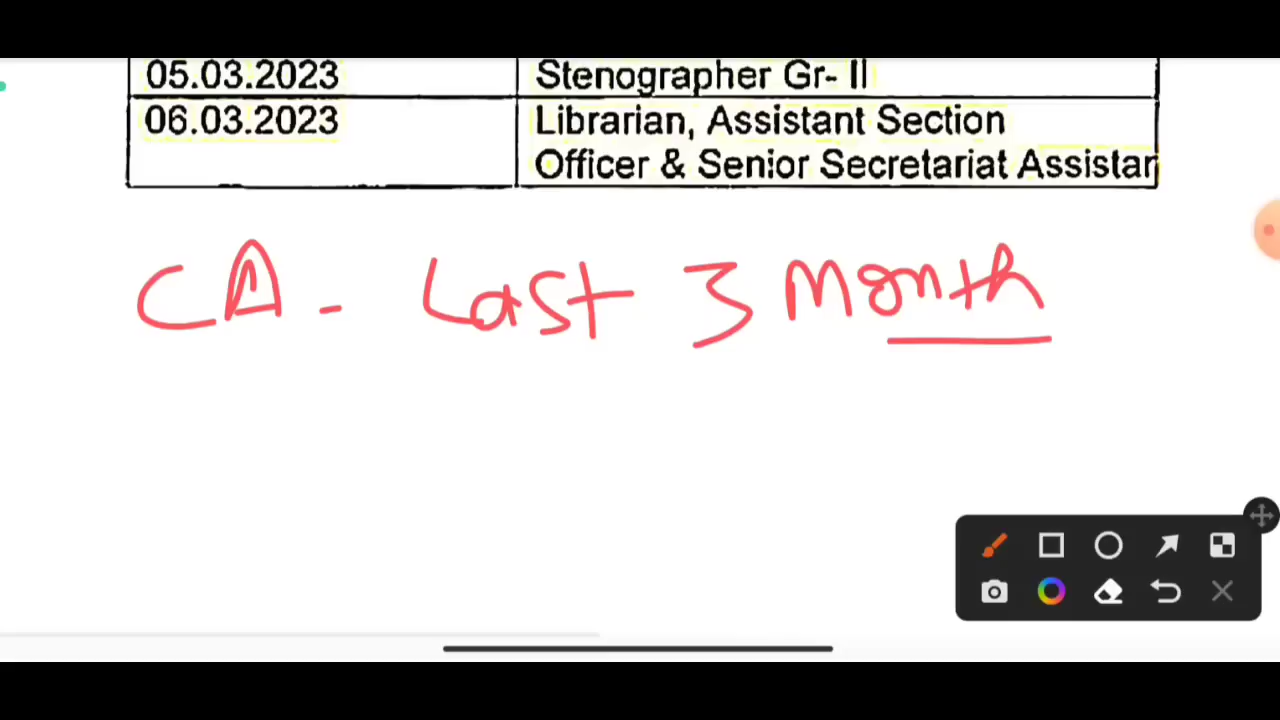 05.03.2023 Stenographer Gr- II
06.03.2023 Librarian, Assistant Section
Officer & Senior Secretariat Assistan
CA - Last 3 Month